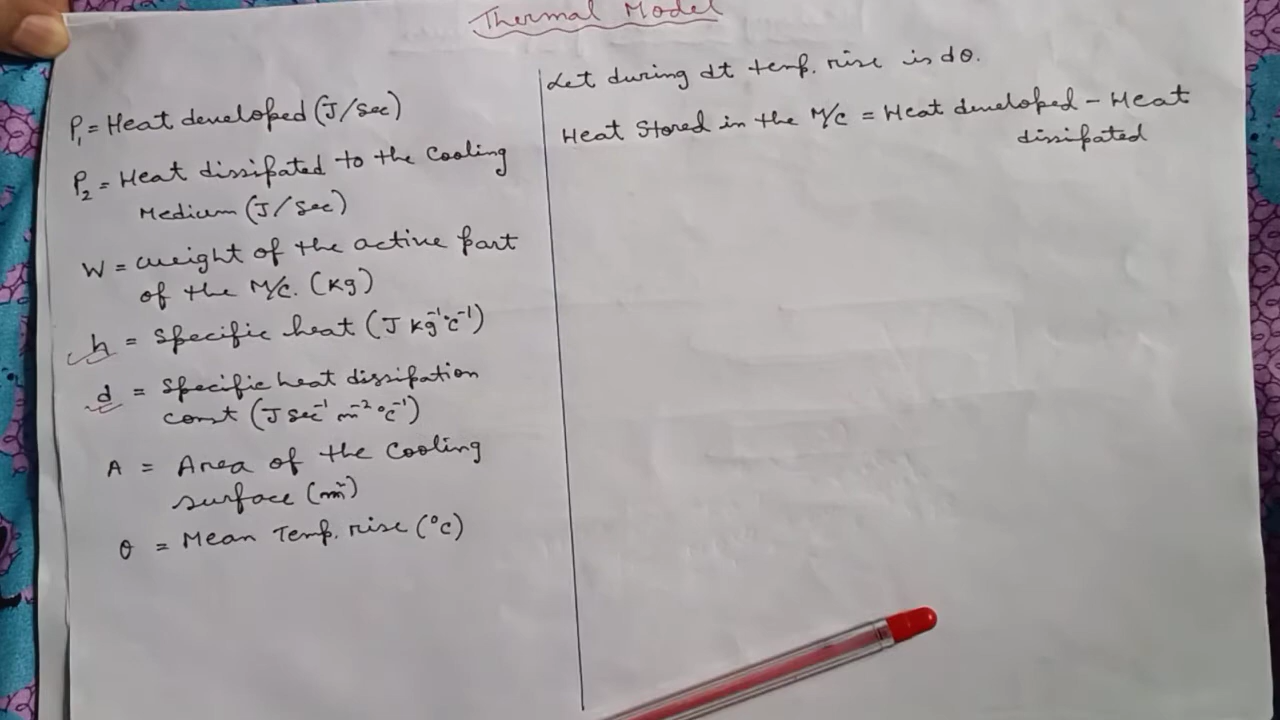 Thermal Model
P₁ = Heat developed (J/sec)
P₂ = Heat dissipated to the cooling
Medium (J/sec)
W = weight of the active part
of the M/c. (Kg)
h = Specific heat (J Kg⁻¹ °C⁻¹)
d = Specific heat dissipation
const (J sec⁻¹ m⁻² °C⁻¹)
A = Area of the cooling
surface (m²)
θ = Mean Temp. rise (°C)
Let during dt temp. rise is dθ.
Heat Stored in the M/c = Heat developed - Heat
dissipated